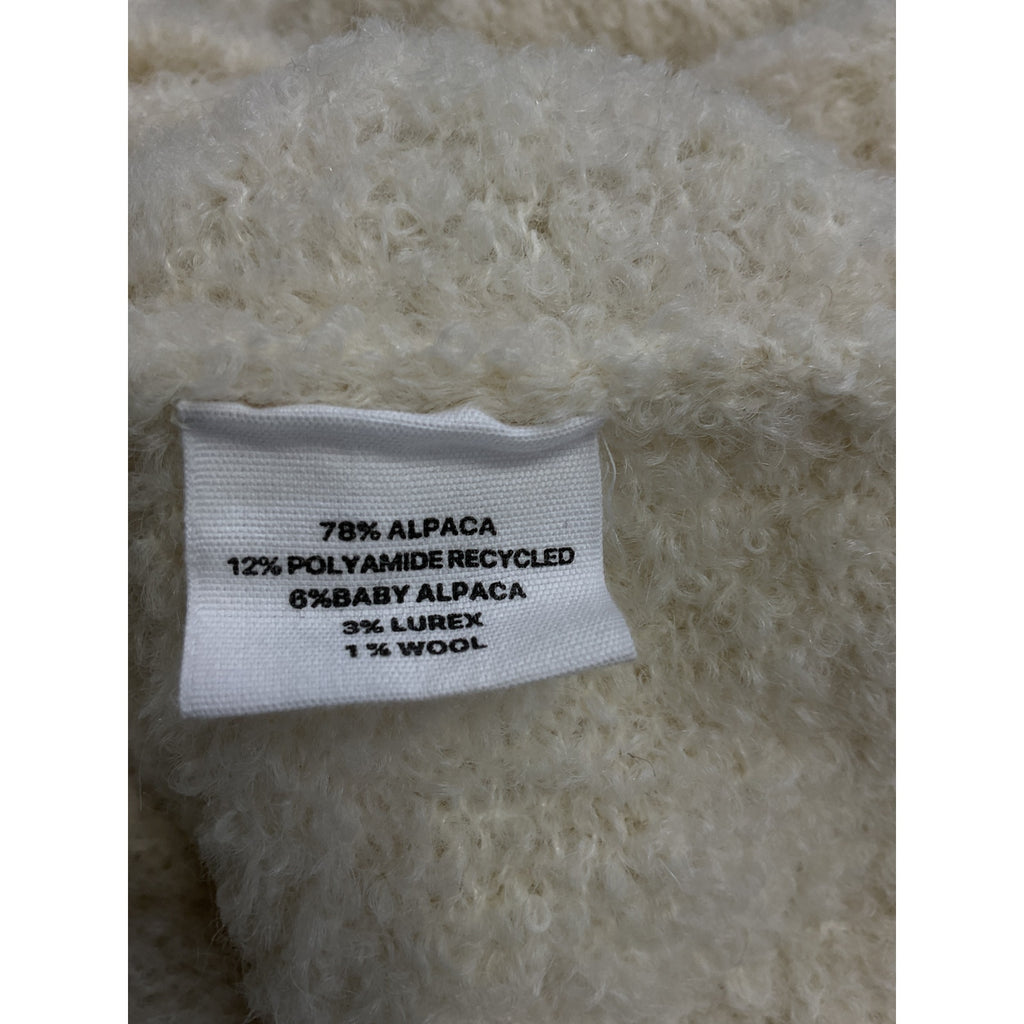 78% ALPACA
12% POLYAMIDE RECYCLED
6%BABY ALPACA
3% LUREX
1% WOOL